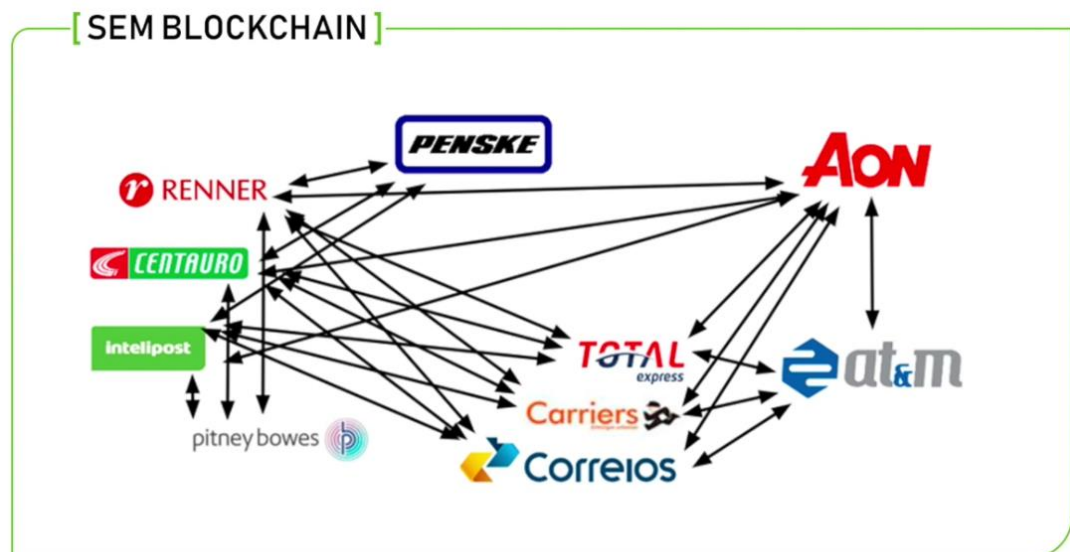 [ SEM BLOCKCHAIN ]
PENSKE
AON
r RENNER
CENTAURO
intelipost
TOTAL
express
at&m
Carriers
pitney bowes
Correios